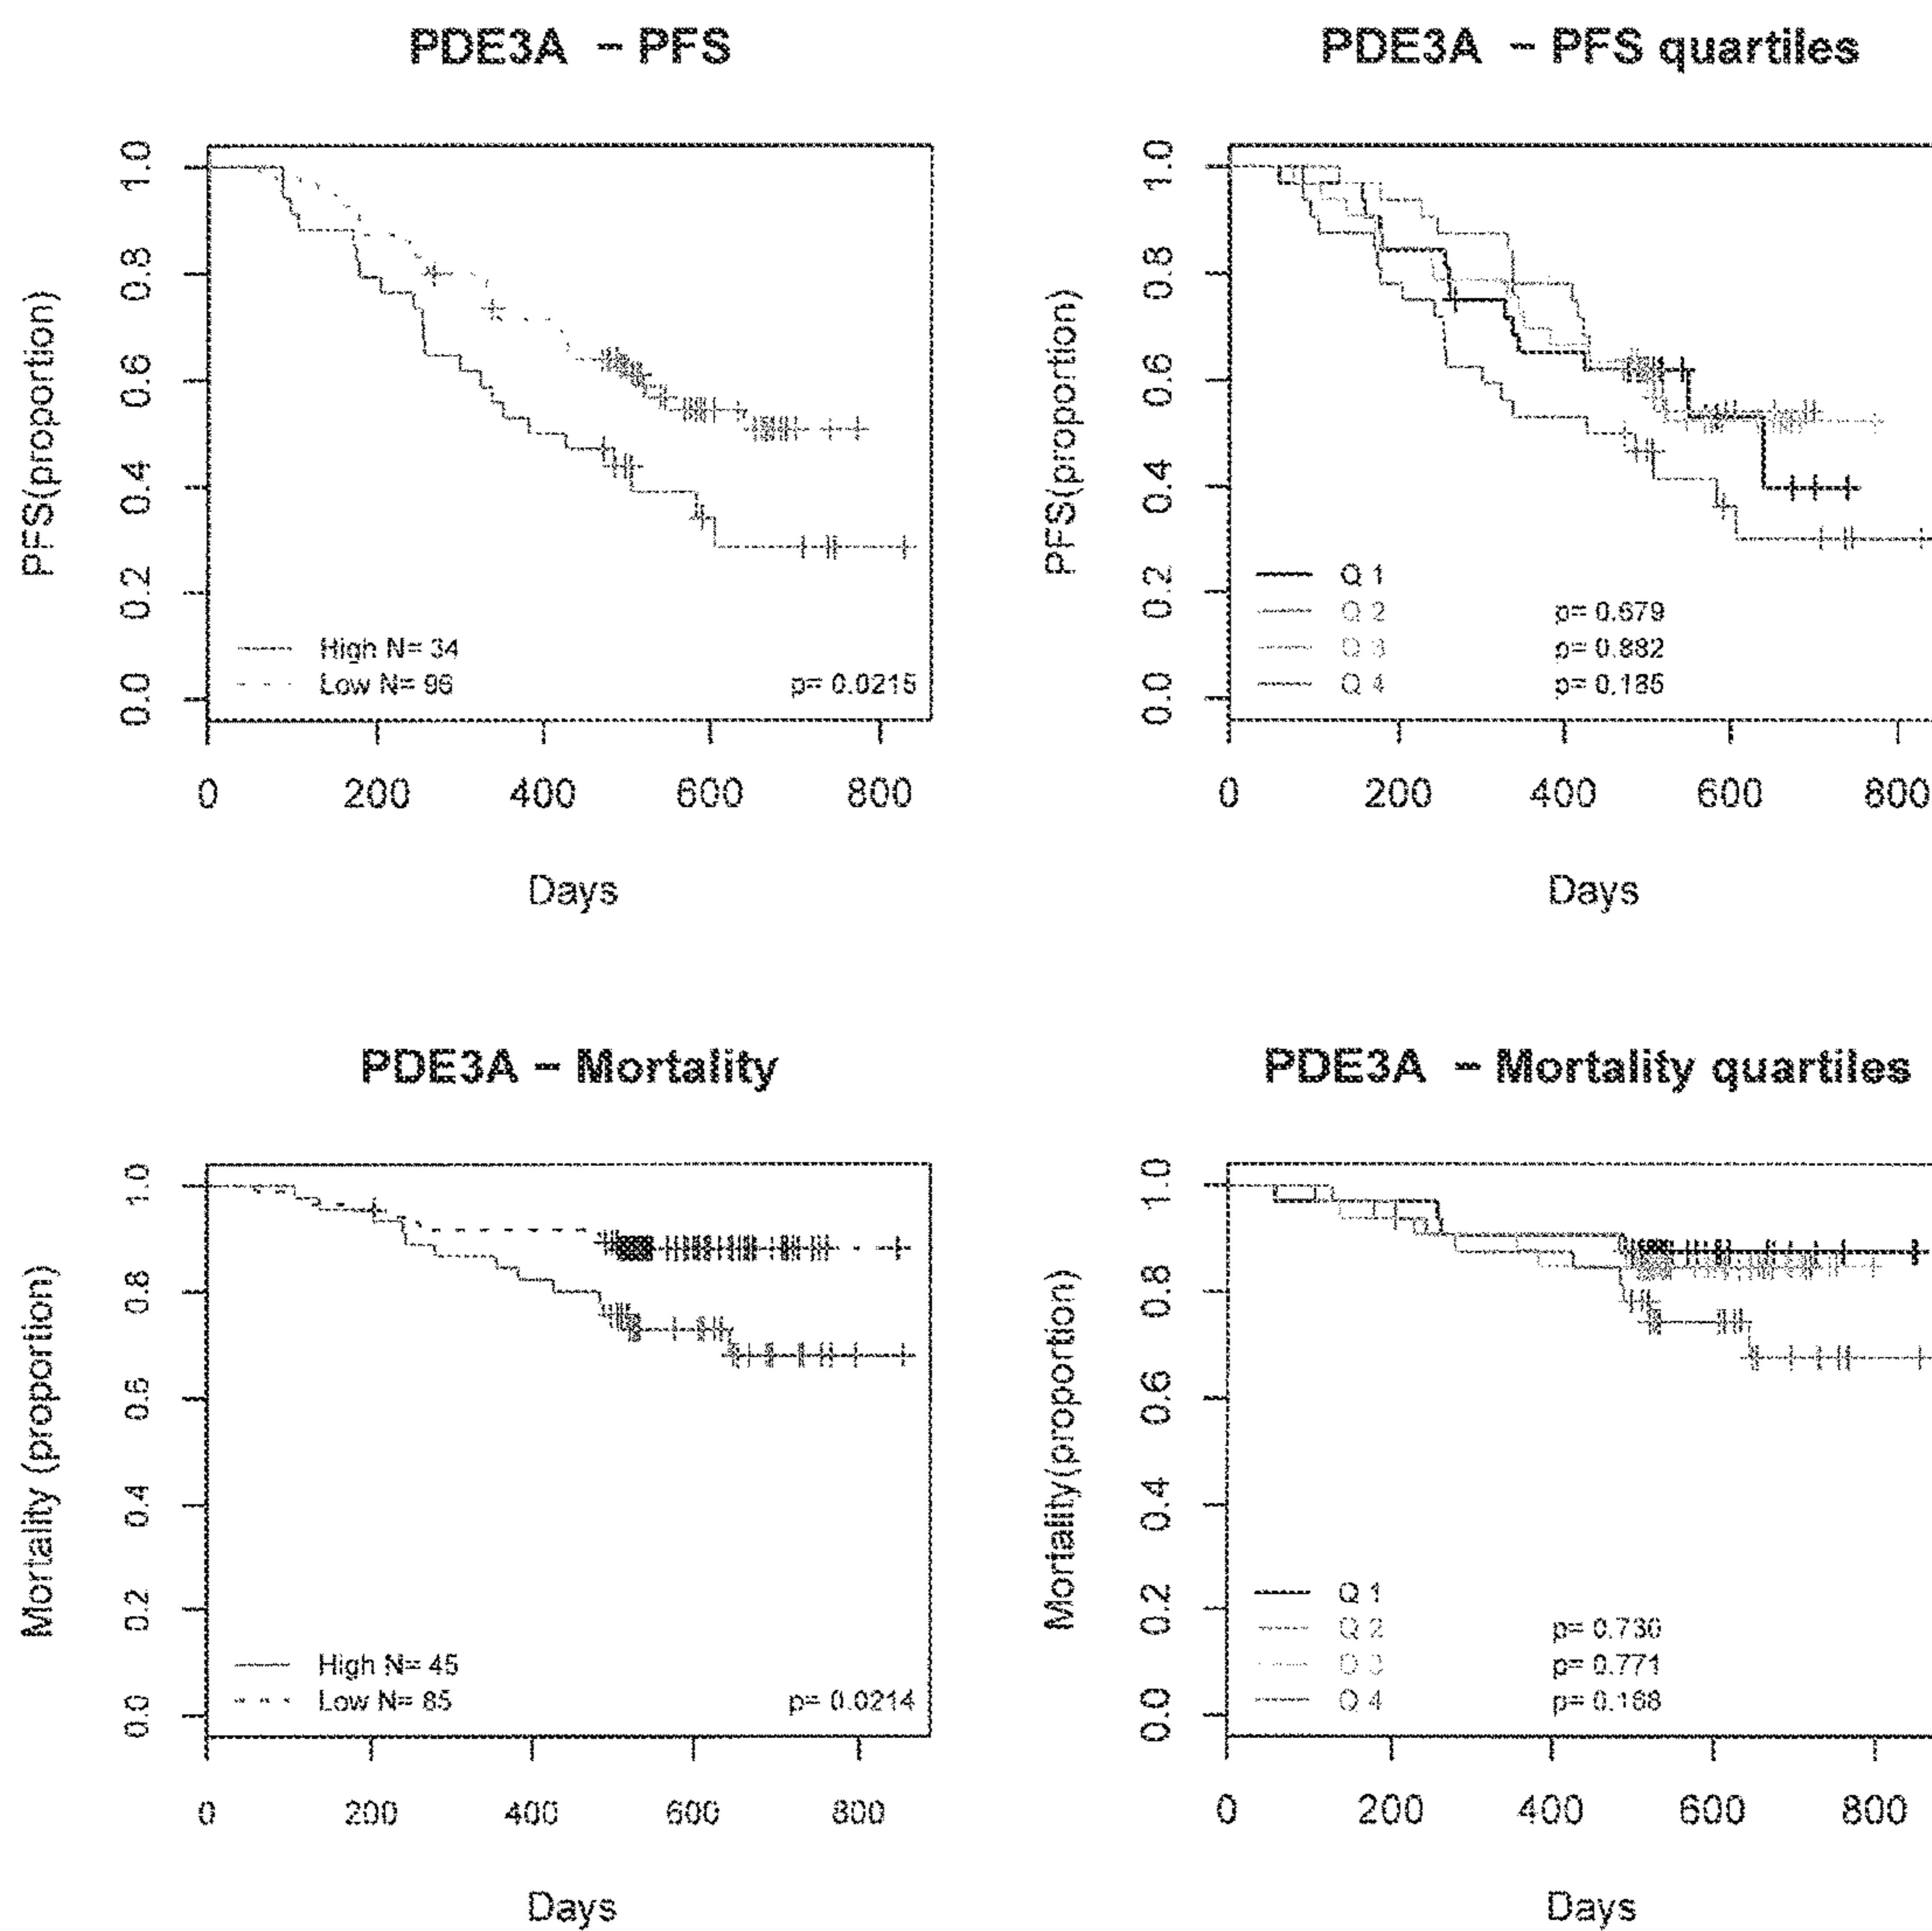 PDE3A – PFS
PFS(proportion)
1.0
0.8
0.6
0.4
0.2
0.0
High N= 34
Low N= 96
p= 0.0215
0 200 400 600 800
Days
PDE3A – PFS quartiles
PFS(proportion)
1.0
0.8
0.6
0.4
0.2
0.0
Q 1
Q 2 p= 0.679
Q 3 p= 0.882
Q 4 p= 0.185
0 200 400 600 800
Days
PDE3A – Mortality
Mortality (proportion)
1.0
0.8
0.6
0.4
0.2
0.0
High N= 45
Low N= 85
p= 0.0214
0 200 400 600 800
Days
PDE3A – Mortality quartiles
Mortality(proportion)
1.0
0.8
0.6
0.4
0.2
0.0
Q 1
Q 2 p= 0.730
Q 3 p= 0.771
Q 4 p= 0.168
0 200 400 600 800
Days